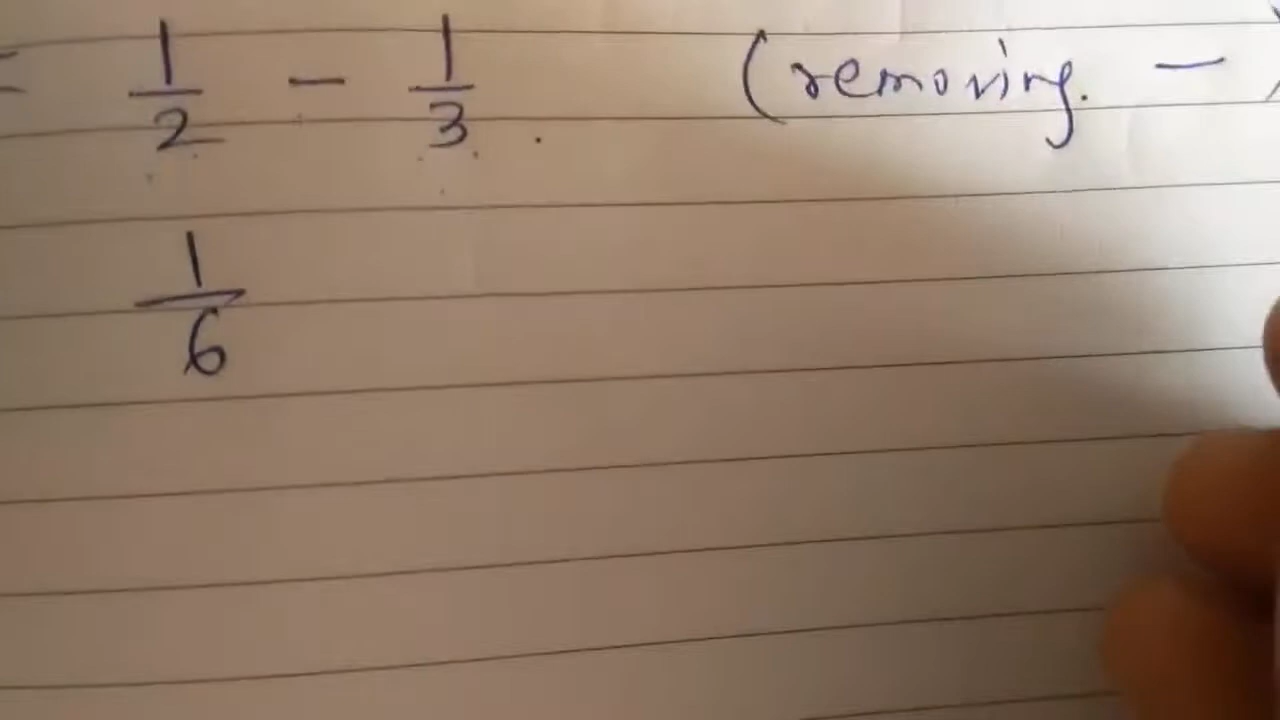 = 1/2 - 1/3 . (removing. -)
1/6